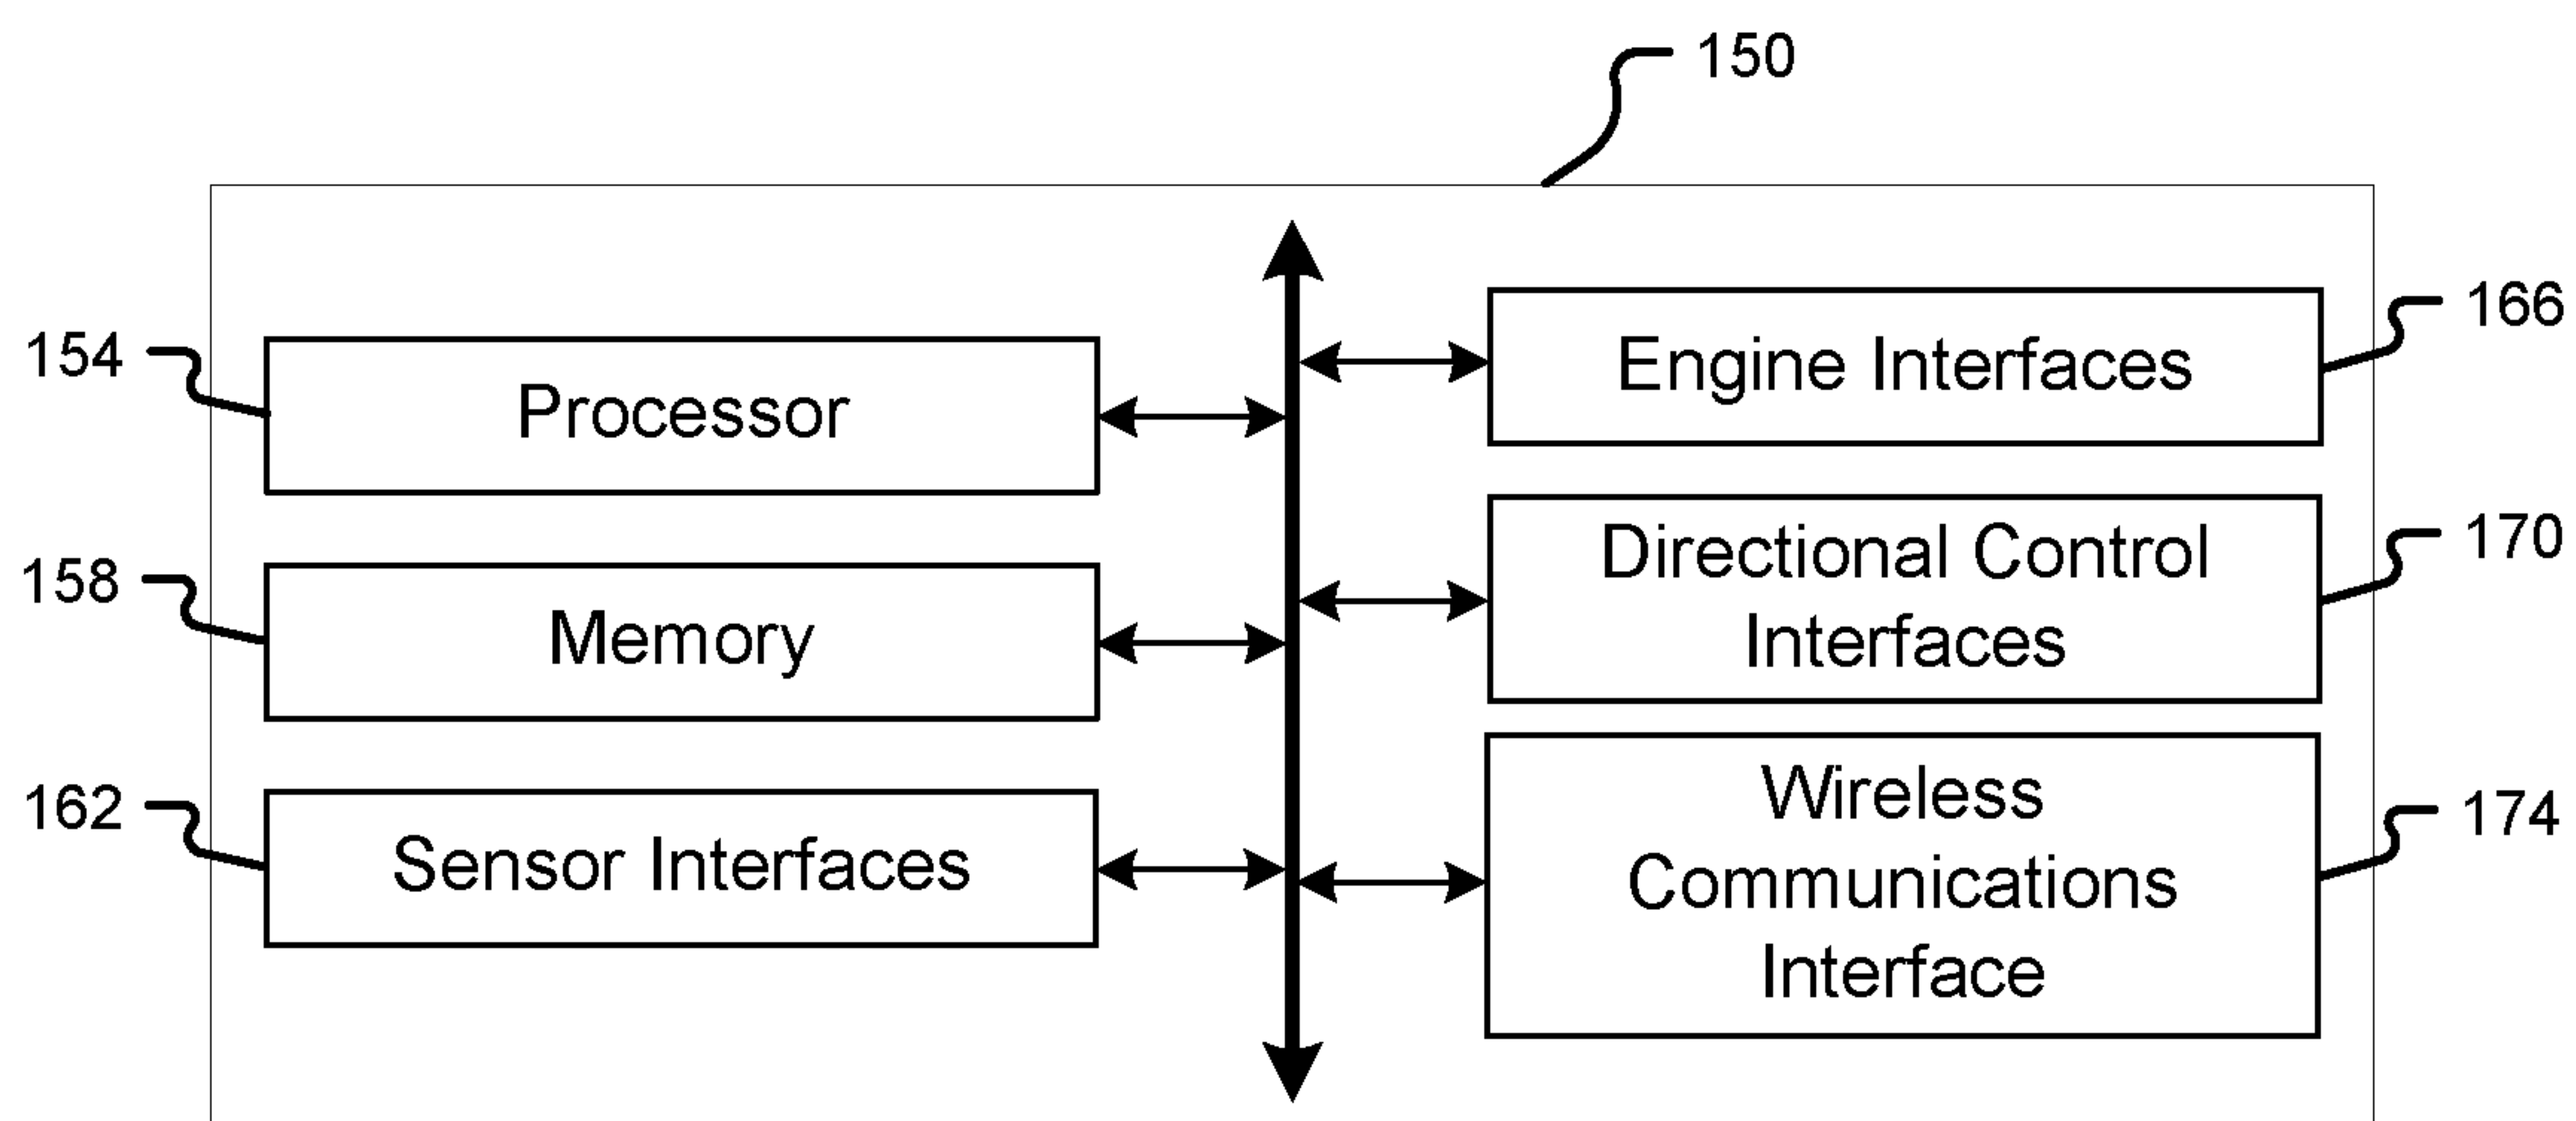 150
154
Processor
158
Memory
162
Sensor Interfaces
Engine Interfaces
166
Directional Control
Interfaces
170
Wireless
Communications
Interface
174